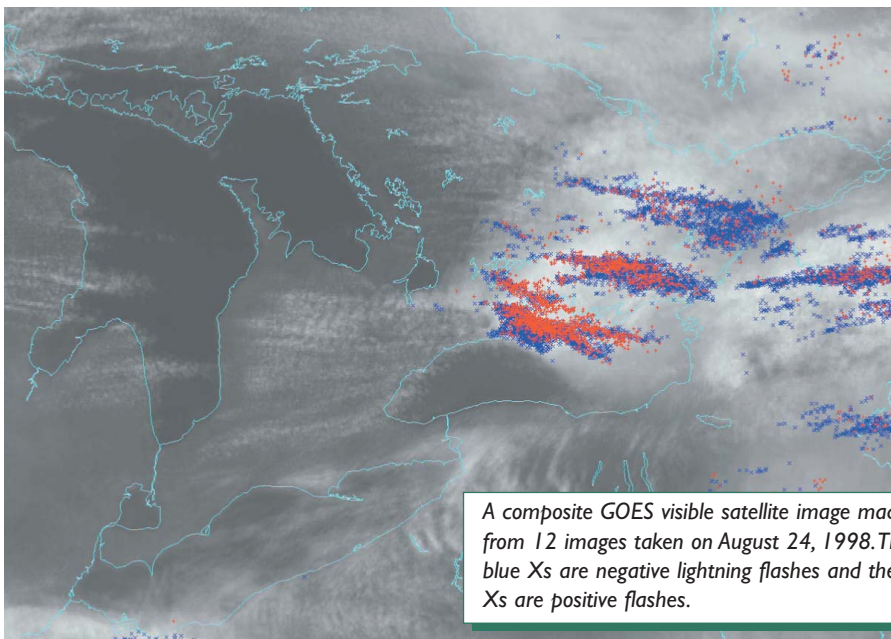 A composite GOES visible satellite image
from 12 images taken on August 24, 1998.
blue Xs are negative lightning flashes and the
Xs are positive flashes.